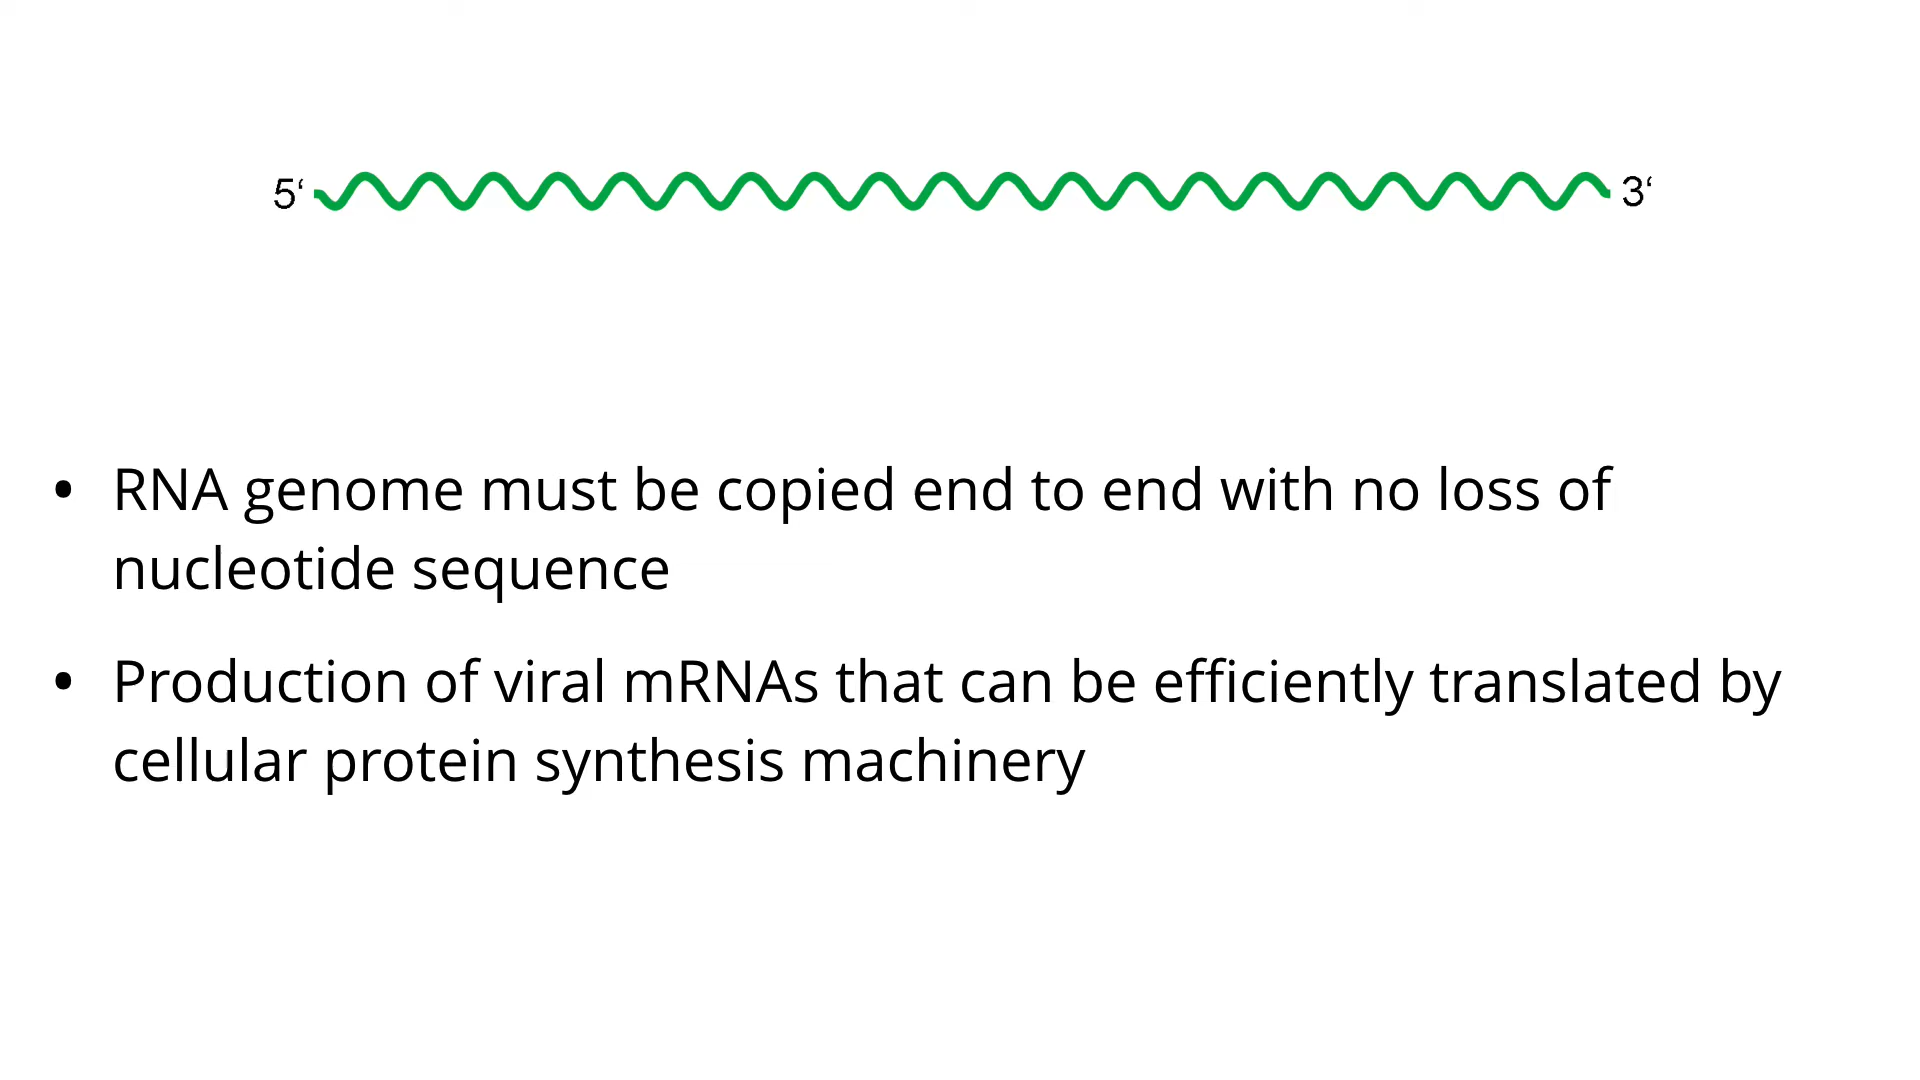 5‘ 3‘
• RNA genome must be copied end to end with no loss of
nucleotide sequence
• Production of viral mRNAs that can be efficiently translated by
cellular protein synthesis machinery